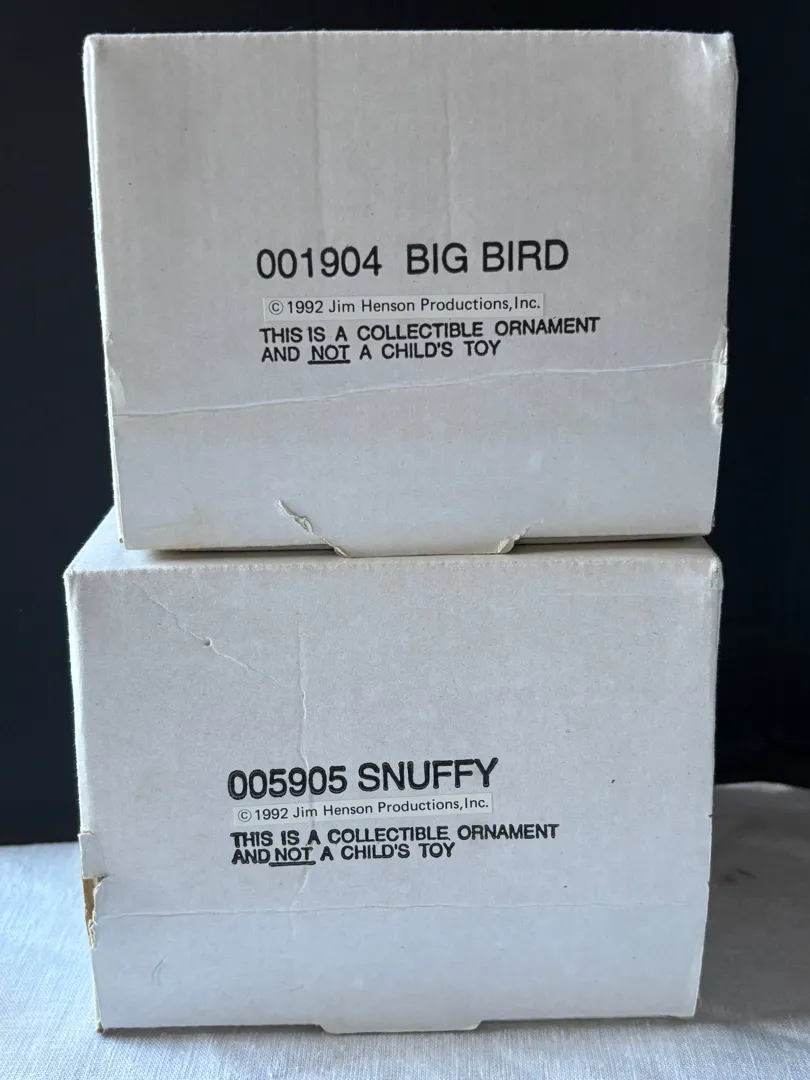 001904 BIG BIRD
© 1992 Jim Henson Productions, Inc.
THIS IS A COLLECTIBLE ORNAMENT
AND NOT A CHILD'S TOY
005905 SNUFFY
© 1992 Jim Henson Productions, Inc.
THIS IS A COLLECTIBLE ORNAMENT
AND NOT A CHILD'S TOY